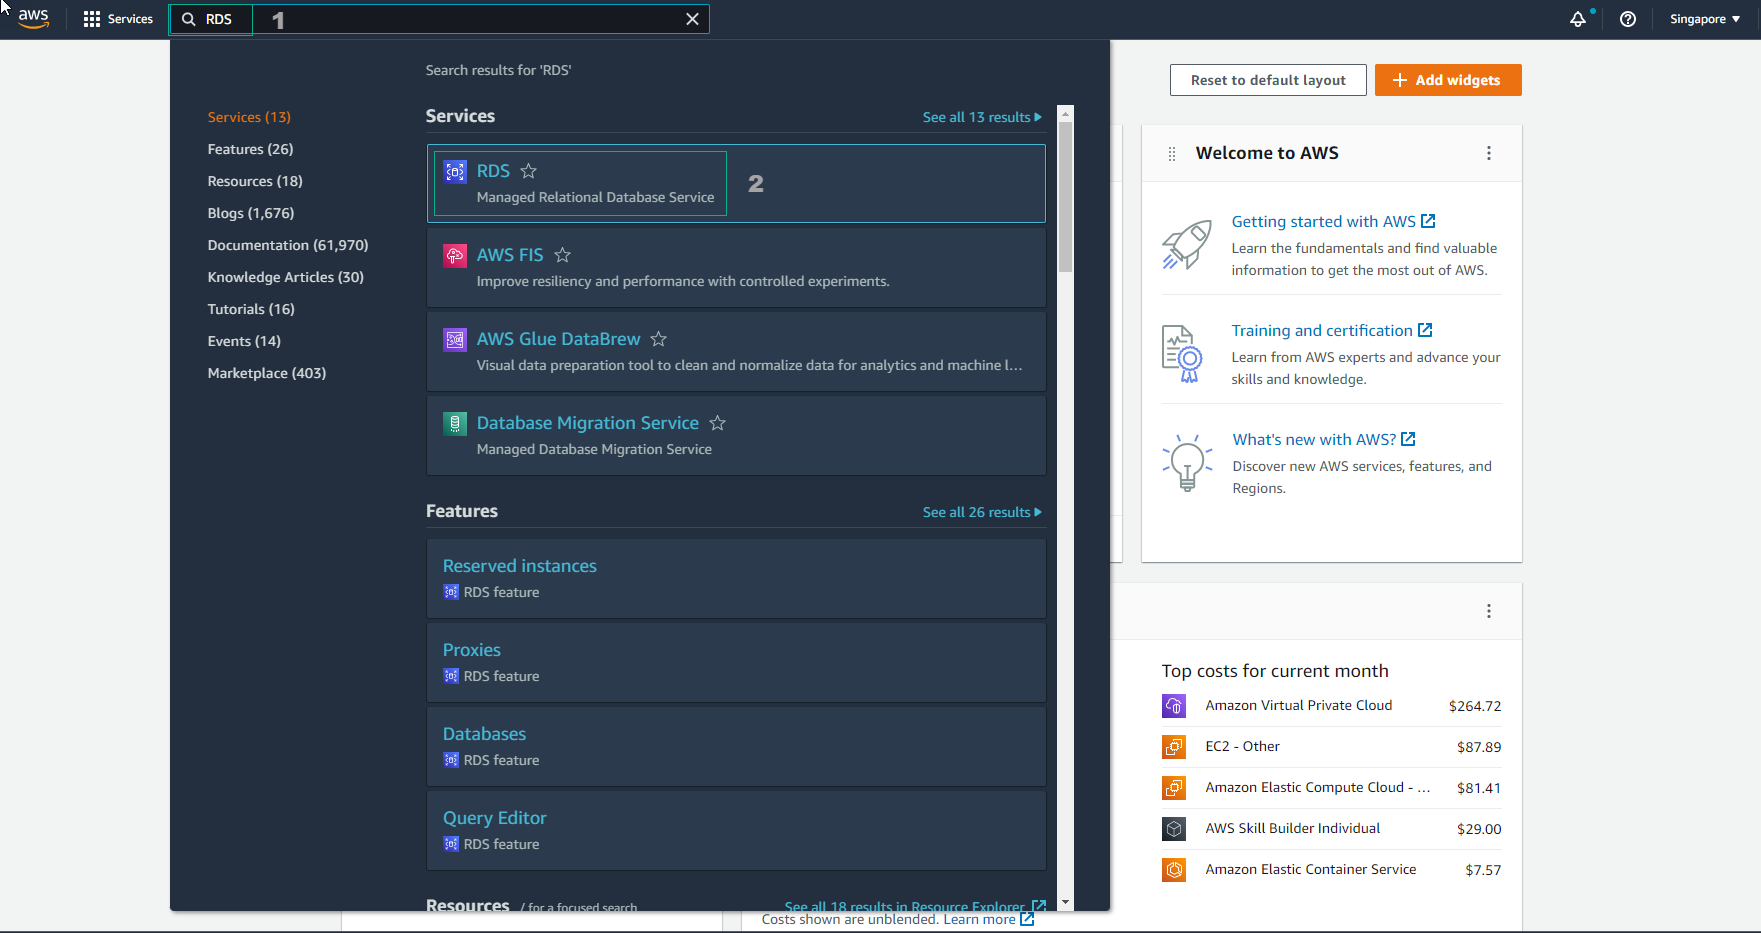 aws
Services
RDS
1
Singapore
Search results for 'RDS'
Services (13)
Features (26)
Resources (18)
Blogs (1,676)
Documentation (61,970)
Knowledge Articles (30)
Tutorials (16)
Events (14)
Marketplace (403)
Services
See all 13 results
RDS
Managed Relational Database Service
2
AWS FIS
Improve resiliency and performance with controlled experiments.
AWS Glue DataBrew
Visual data preparation tool to clean and normalize data for analytics and machine l...
Database Migration Service
Managed Database Migration Service
Features
See all 26 results
Reserved instances
RDS feature
Proxies
RDS feature
Databases
RDS feature
Query Editor
RDS feature
Resources / for a focused search
See all 18 results in Resource Explorer
Reset to default layout
Add widgets
Welcome to AWS
Getting started with AWS
Learn the fundamentals and find valuable
information to get the most out of AWS.
Training and certification
Learn from AWS experts and advance your
skills and knowledge.
What's new with AWS?
Discover new AWS services, features, and
Regions.
Top costs for current month
Amazon Virtual Private Cloud $264.72
EC2 - Other $87.89
Amazon Elastic Compute Cloud - ... $81.41
AWS Skill Builder Individual $29.00
Amazon Elastic Container Service $7.57
Costs shown are unblended. Learn more